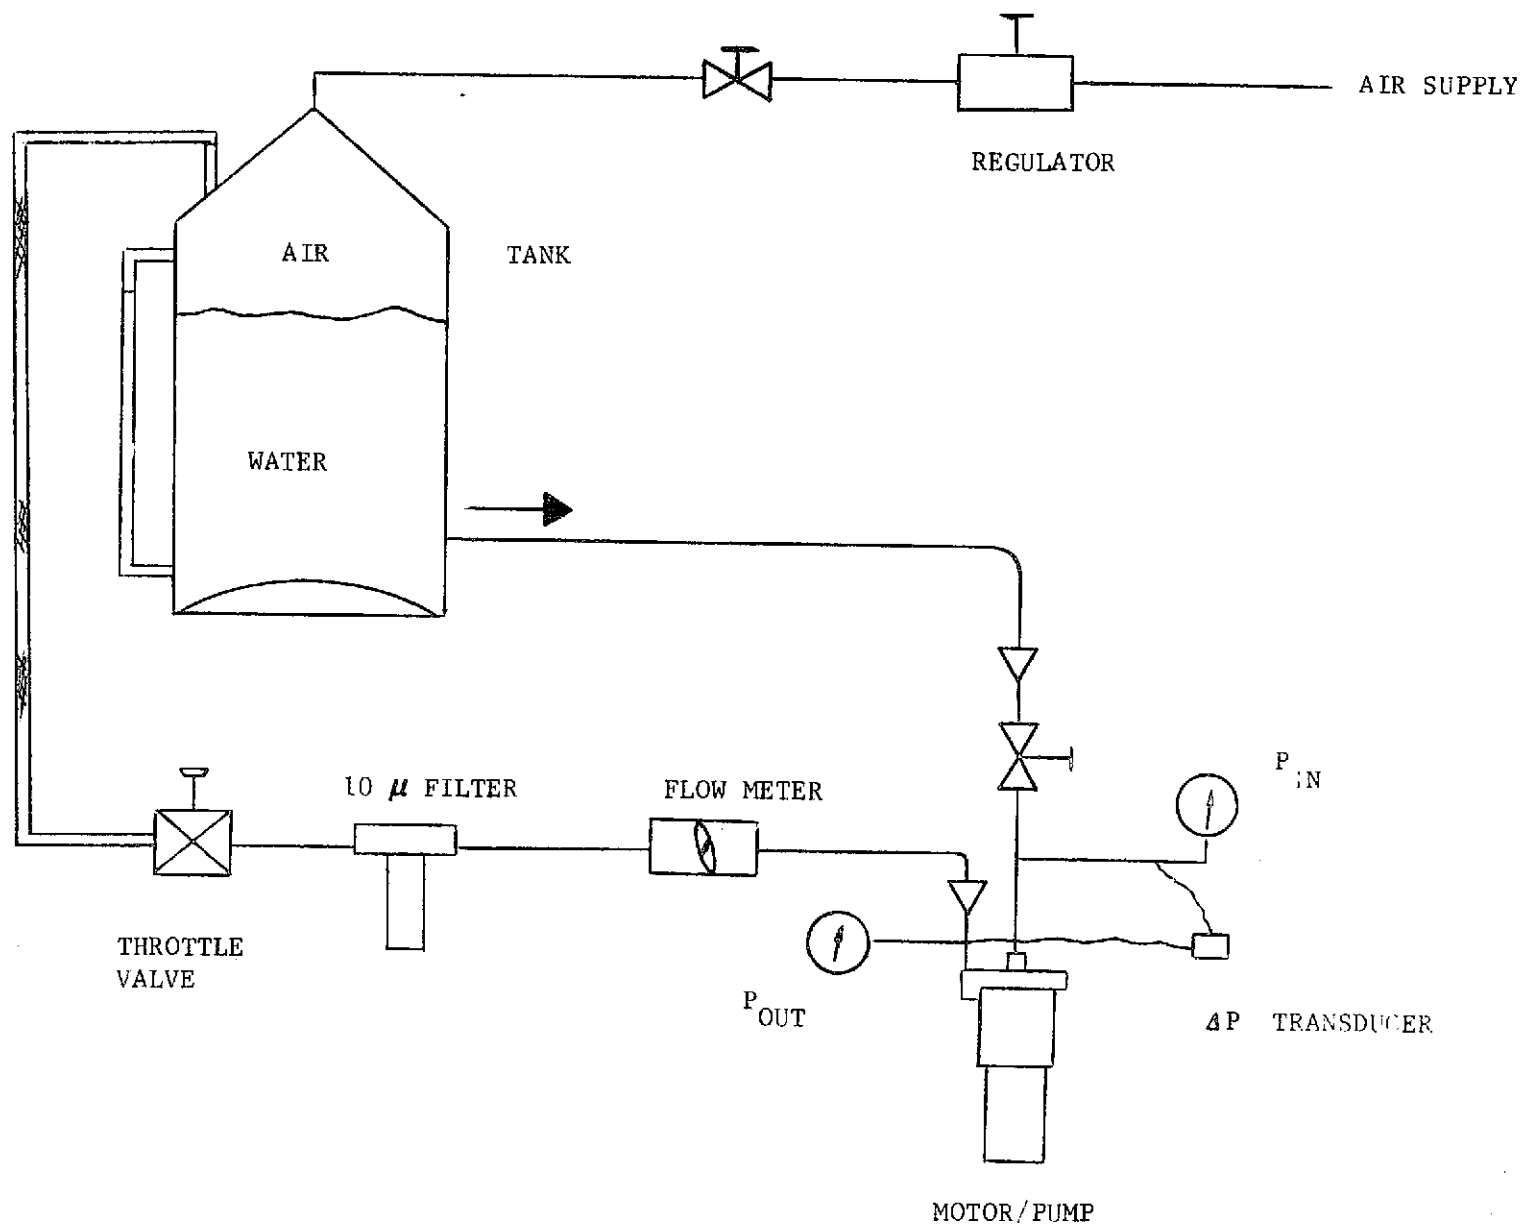 AIR SUPPLY
REGULATOR
AIR
TANK
WATER
10 μ FILTER
FLOW METER
P IN
THROTTLE
VALVE
P OUT
ΔP TRANSDUCER
MOTOR/PUMP